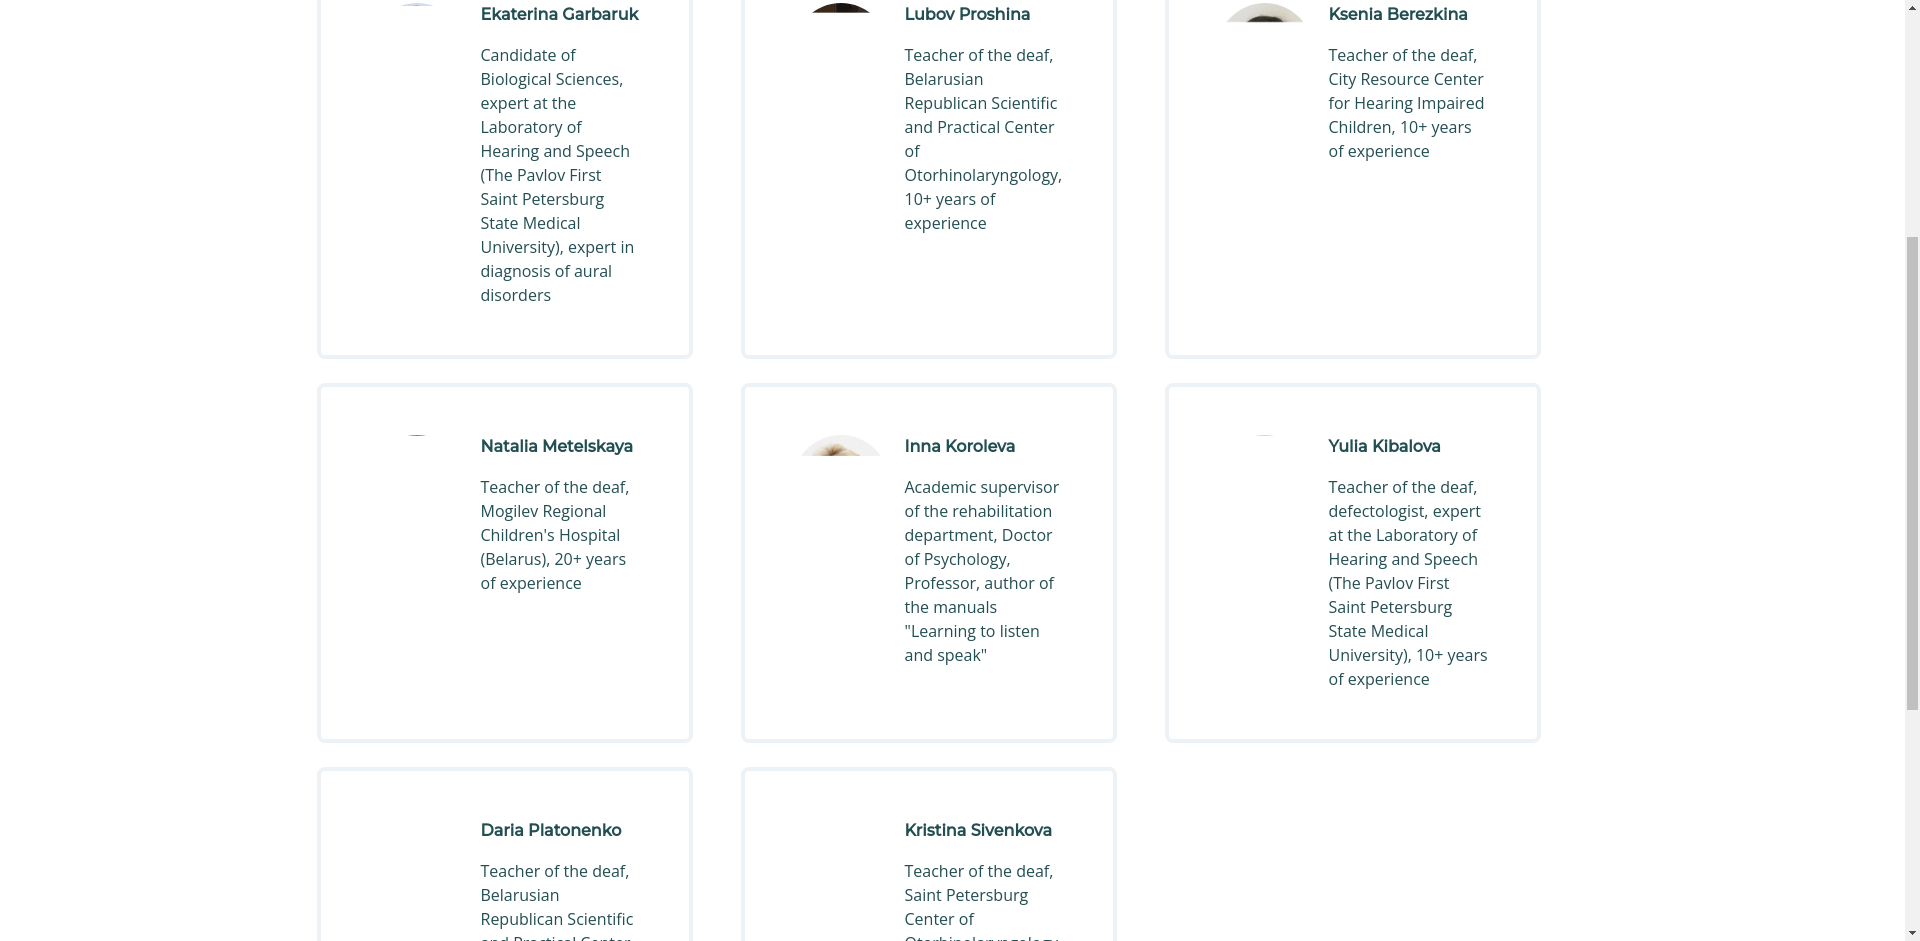 Ekaterina Garbaruk
Candidate of
Biological Sciences,
expert at the
Laboratory of
Hearing and Speech
(The Pavlov First
Saint Petersburg
State Medical
University), expert in
diagnosis of aural
disorders
Lubov Proshina
Teacher of the deaf,
Belarusian
Republican Scientific
and Practical Center
of
Otorhinolaryngology,
10+ years of
experience
Ksenia Berezkina
Teacher of the deaf,
City Resource Center
for Hearing Impaired
Children, 10+ years
of experience
Natalia Metelskaya
Teacher of the deaf,
Mogilev Regional
Children's Hospital
(Belarus), 20+ years
of experience
Inna Koroleva
Academic supervisor
of the rehabilitation
department, Doctor
of Psychology,
Professor, author of
the manuals
"Learning to listen
and speak"
Yulia Kibalova
Teacher of the deaf,
defectologist, expert
at the Laboratory of
Hearing and Speech
(The Pavlov First
Saint Petersburg
State Medical
University), 10+ years
of experience
Daria Platonenko
Teacher of the deaf,
Belarusian
Republican Scientific
and Practical Center
Kristina Sivenkova
Teacher of the deaf,
Saint Petersburg
Center of
Otorhinolaryngology